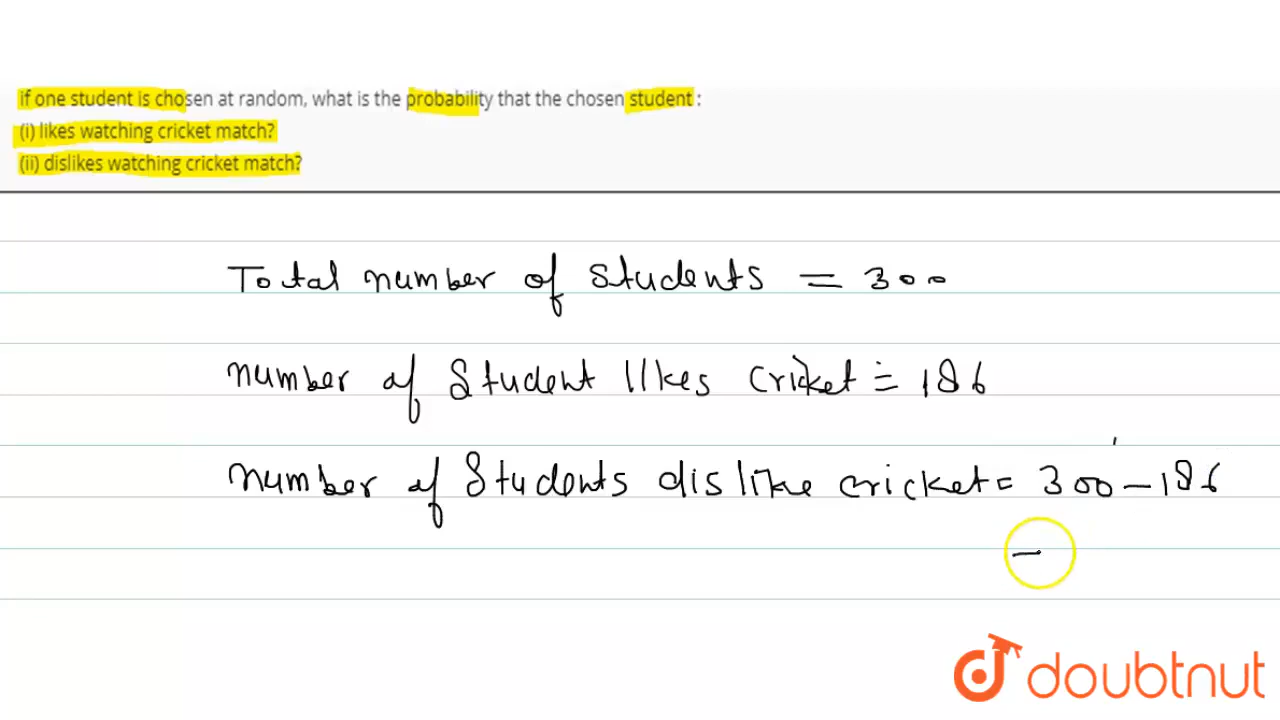 if one student is chosen at random, what is the probability that the chosen student :
(i) likes watching cricket match?
(ii) dislikes watching cricket match?
Total number of students = 300
number of Student likes cricket = 186
number of Students dislike cricket = 300 - 186
doubtnut